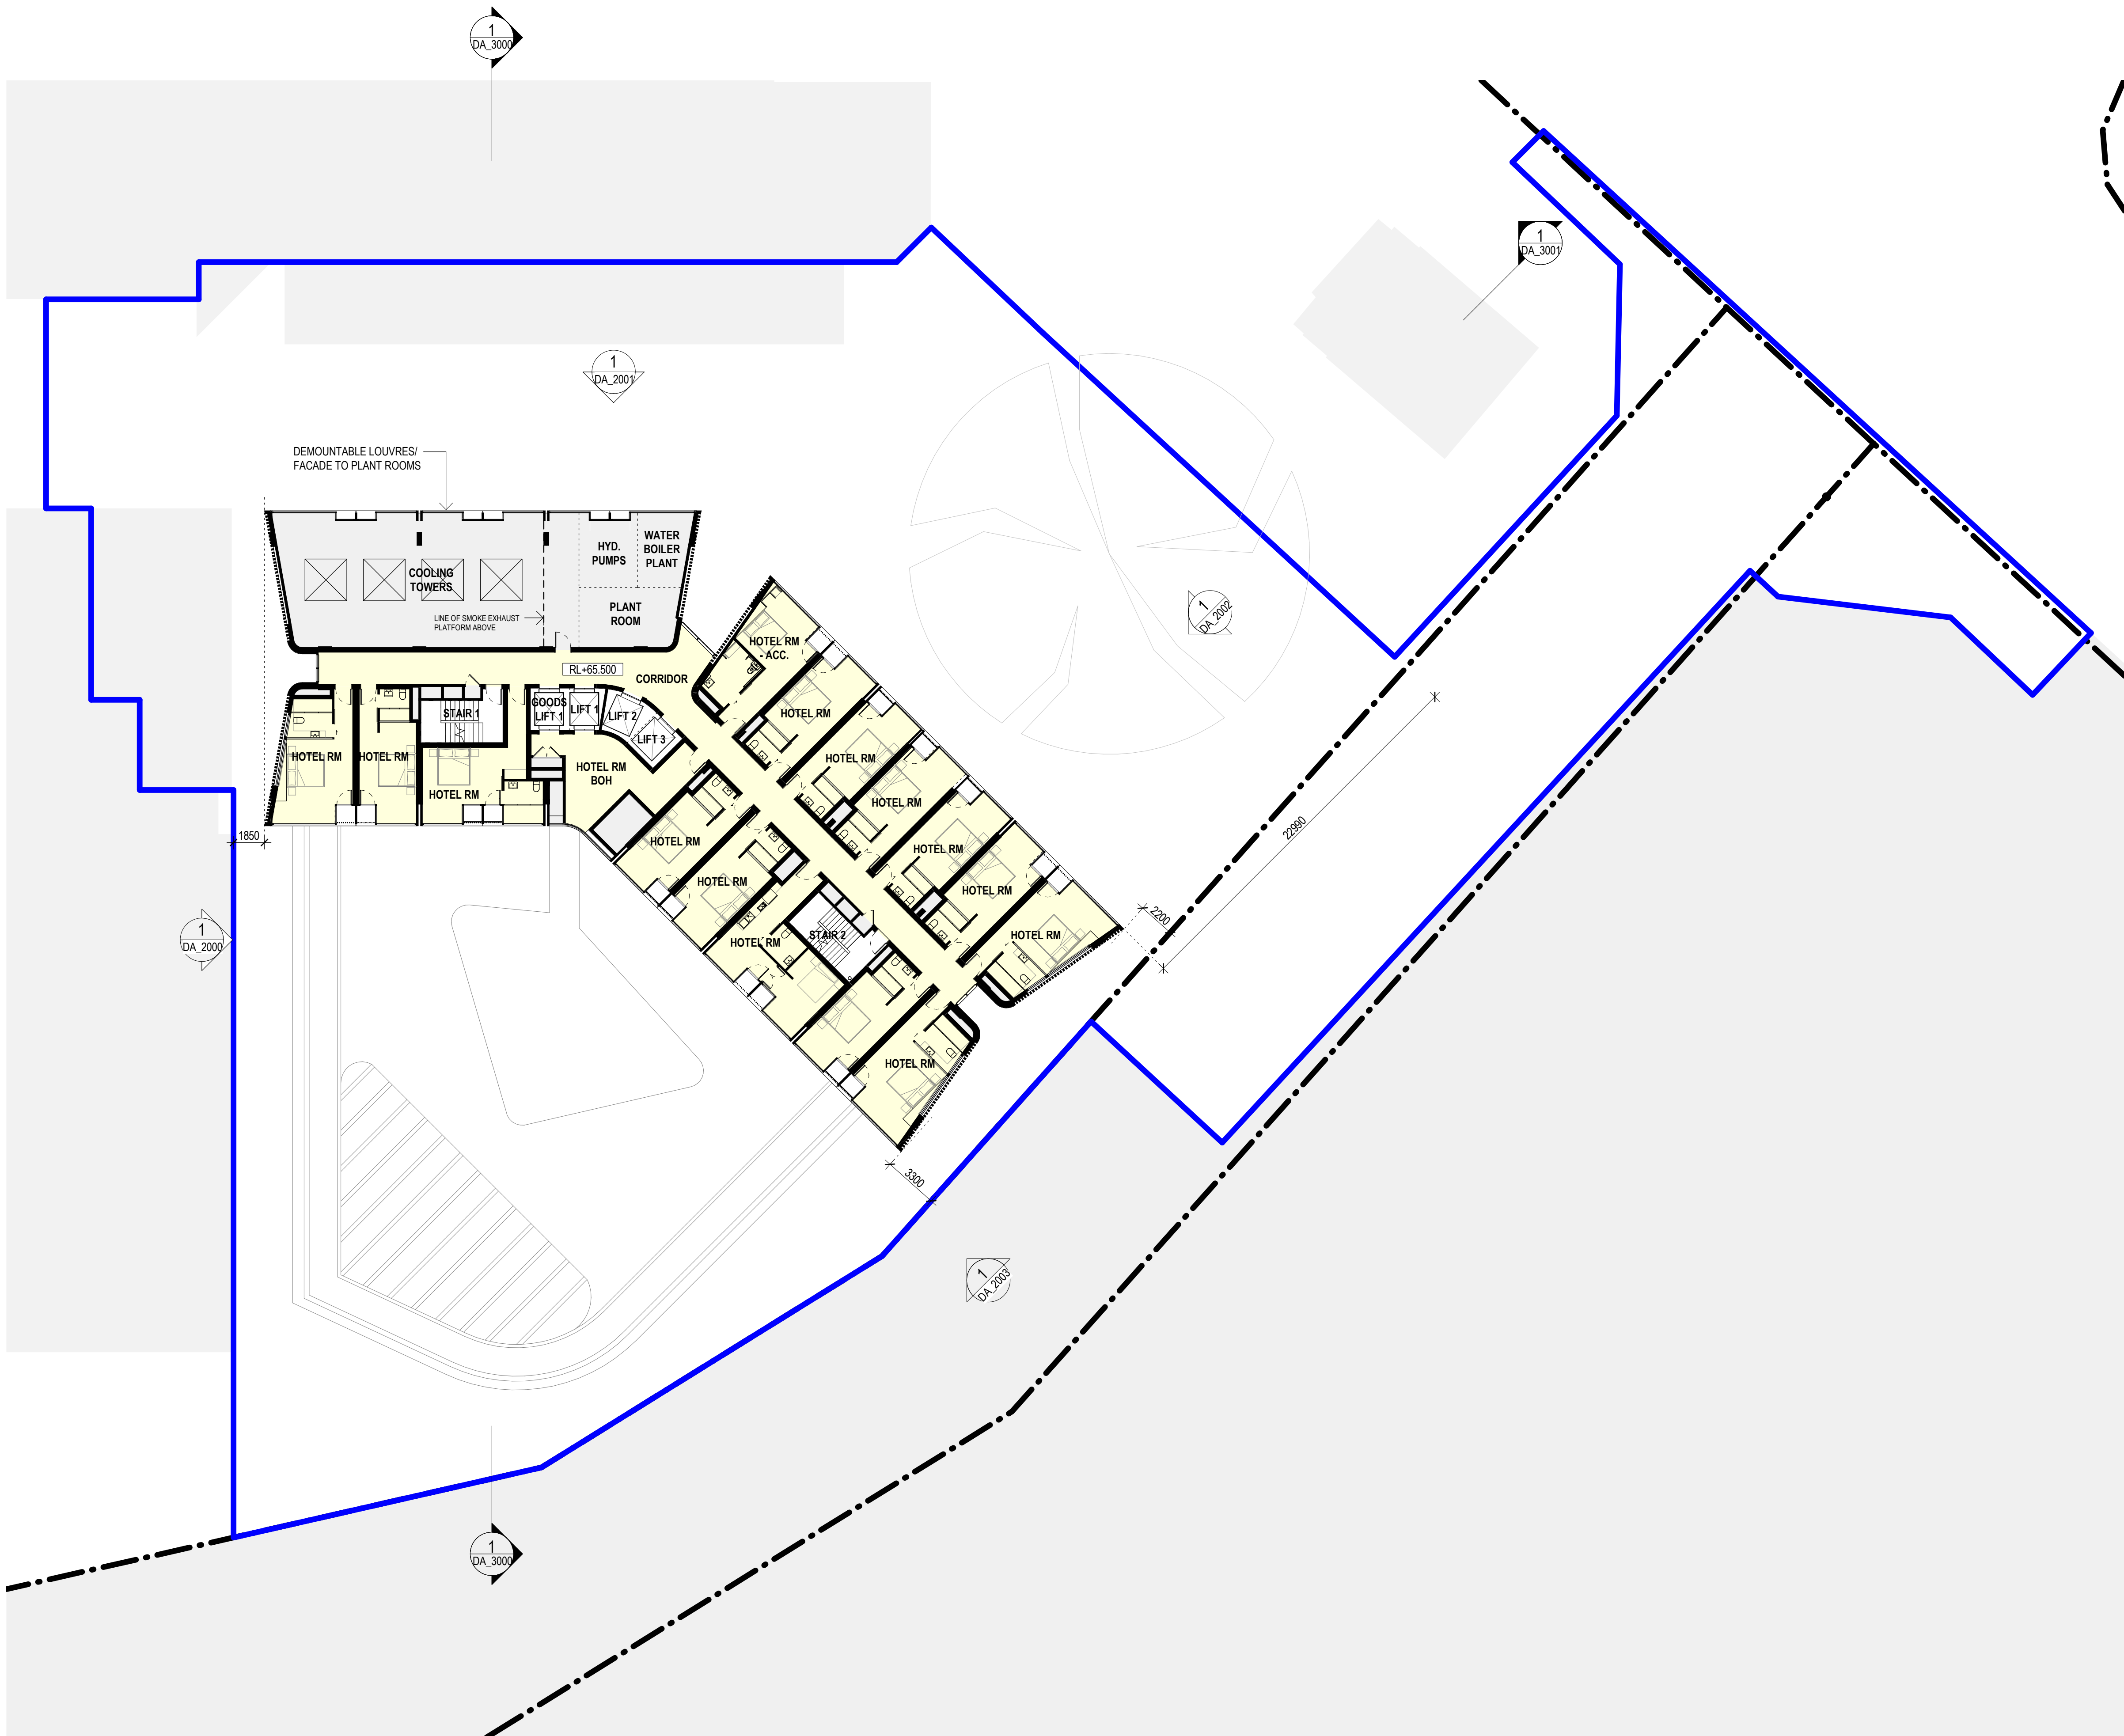 1
DA_3000
1
DA_3001
1
DA_2001
DEMOUNTABLE LOUVRES/
FACADE TO PLANT ROOMS
WATER
BOILER
PLANT
HYD.
PUMPS
COOLING
TOWERS
PLANT
ROOM
LINE OF SMOKE EXHAUST
PLATFORM ABOVE
1
DA_2002
HOTEL RM
- ACC.
RL+65.500
CORRIDOR
GOODS
LIFT 1
LIFT 1
LIFT 2
LIFT 3
STAIR 1
HOTEL RM
HOTEL RM
HOTEL RM
HOTEL RM
BOH
HOTEL RM
HOTEL RM
HOTEL RM
HOTEL RM
HOTEL RM
HOTEL RM
HOTEL RM
HOTEL RM
HOTEL RM
STAIR 2
HOTEL RM
1850
22990
2200
3300
1
DA_2000
1
DA_2003
1
DA_3000